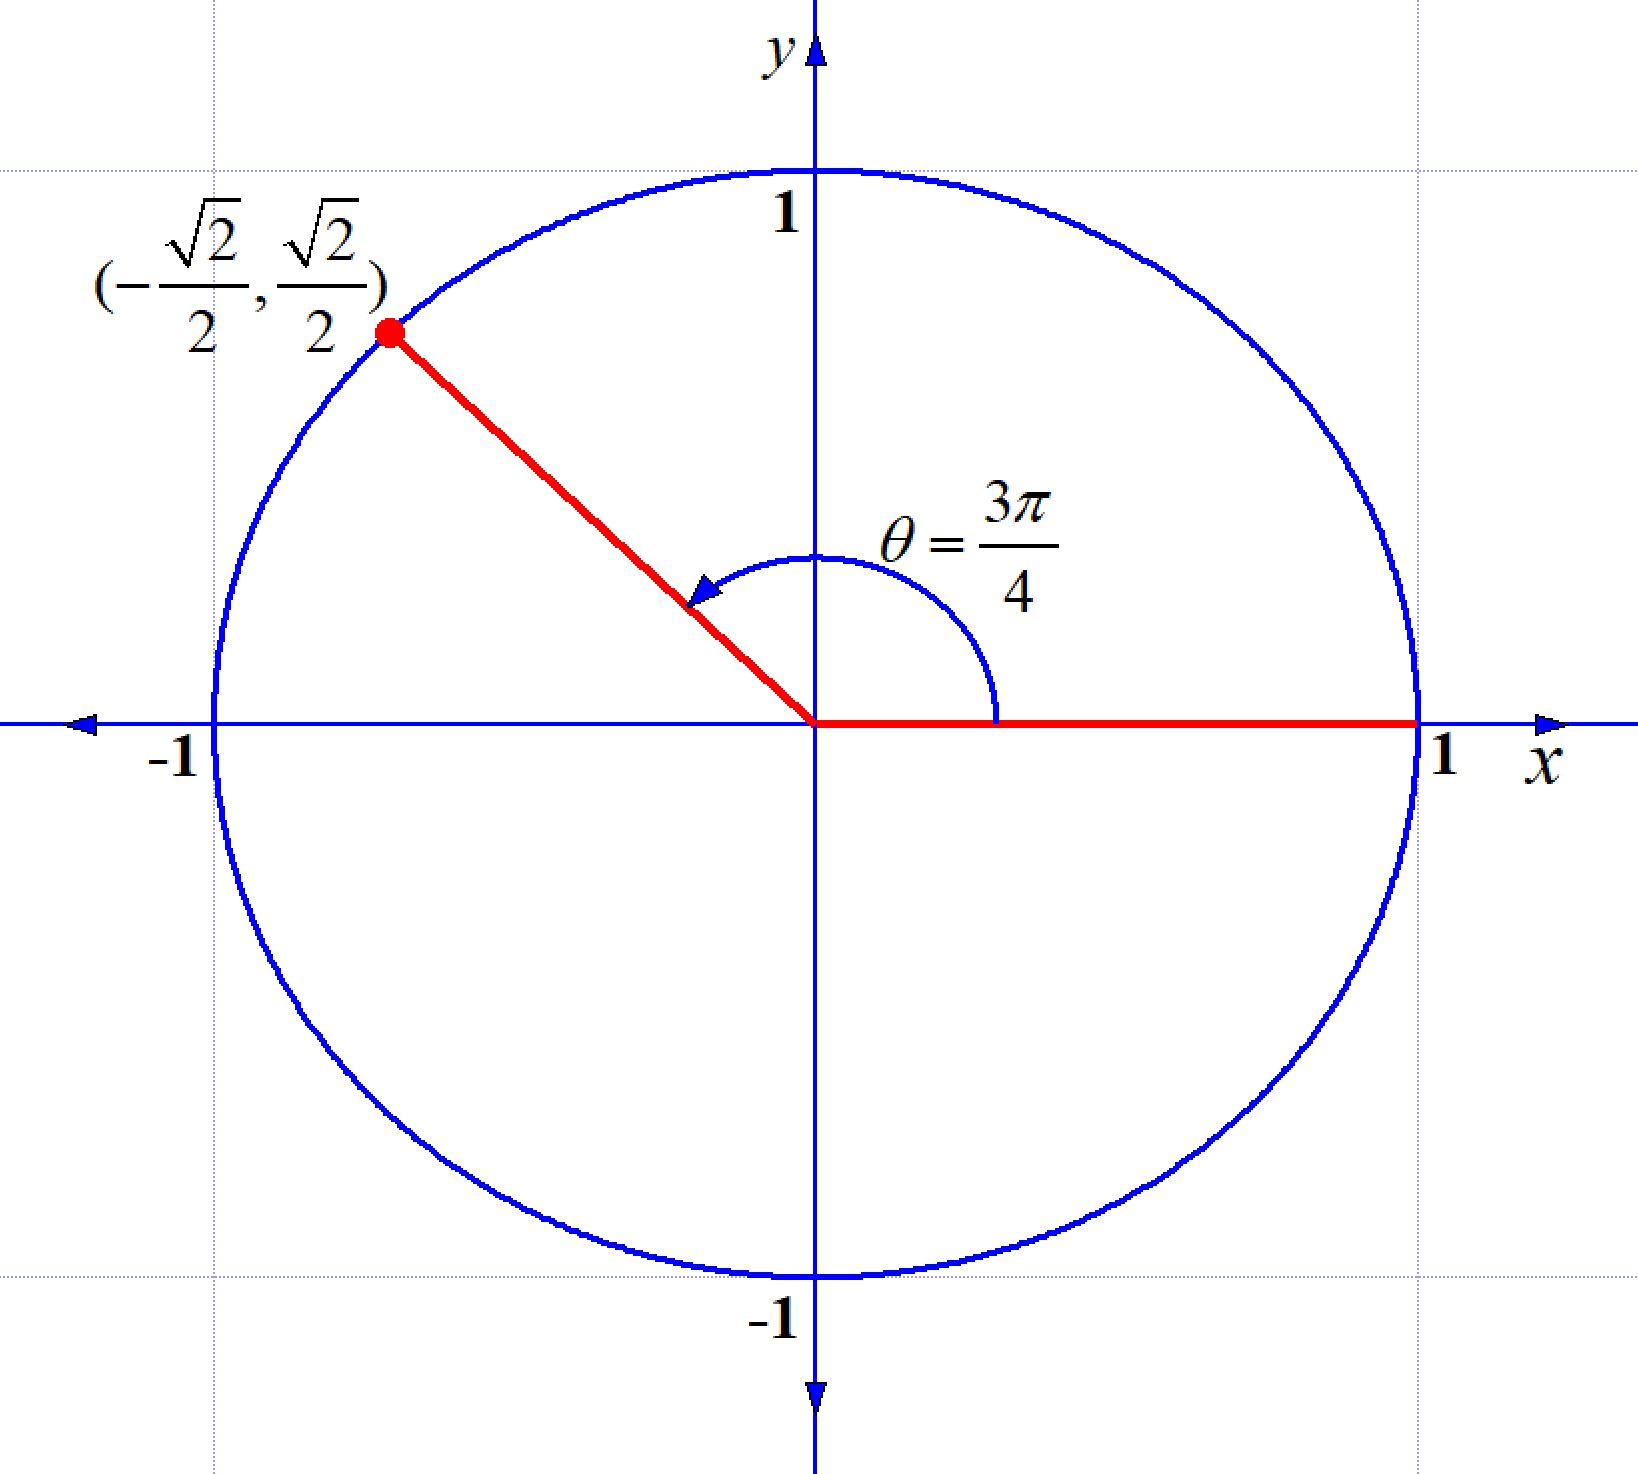 y
1
(-√2/2, √2/2)
θ = 3π/4
-1
1
x
-1